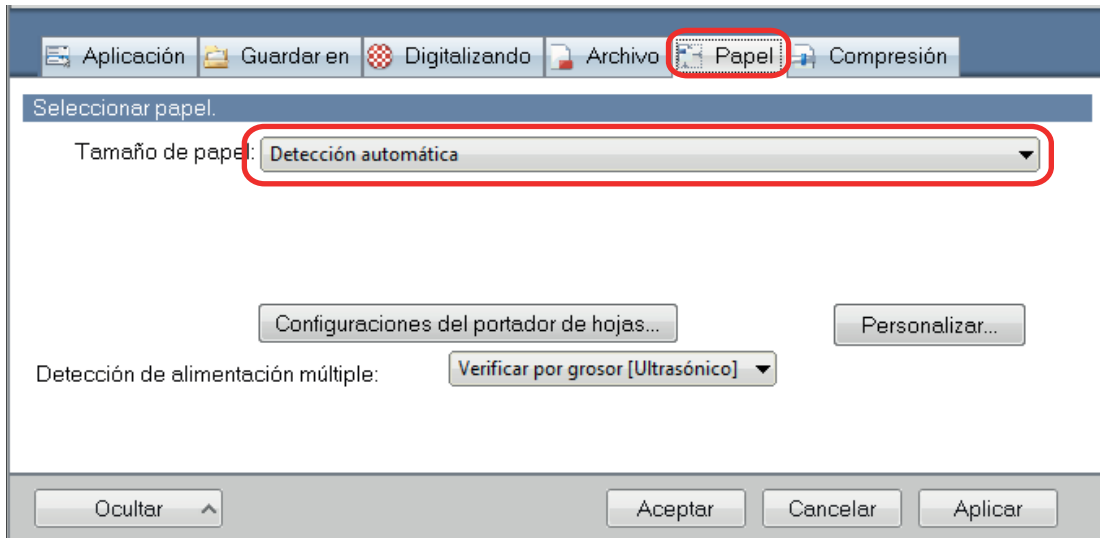 Aplicación Guardar en Digitalizando Archivo Papel Compresión
Seleccionar papel.
Tamaño de papel: Detección automática
Configuraciones del portador de hojas... Personalizar...
Detección de alimentación múltiple: Verificar por grosor [Ultrasónico]
Ocultar Aceptar Cancelar Aplicar